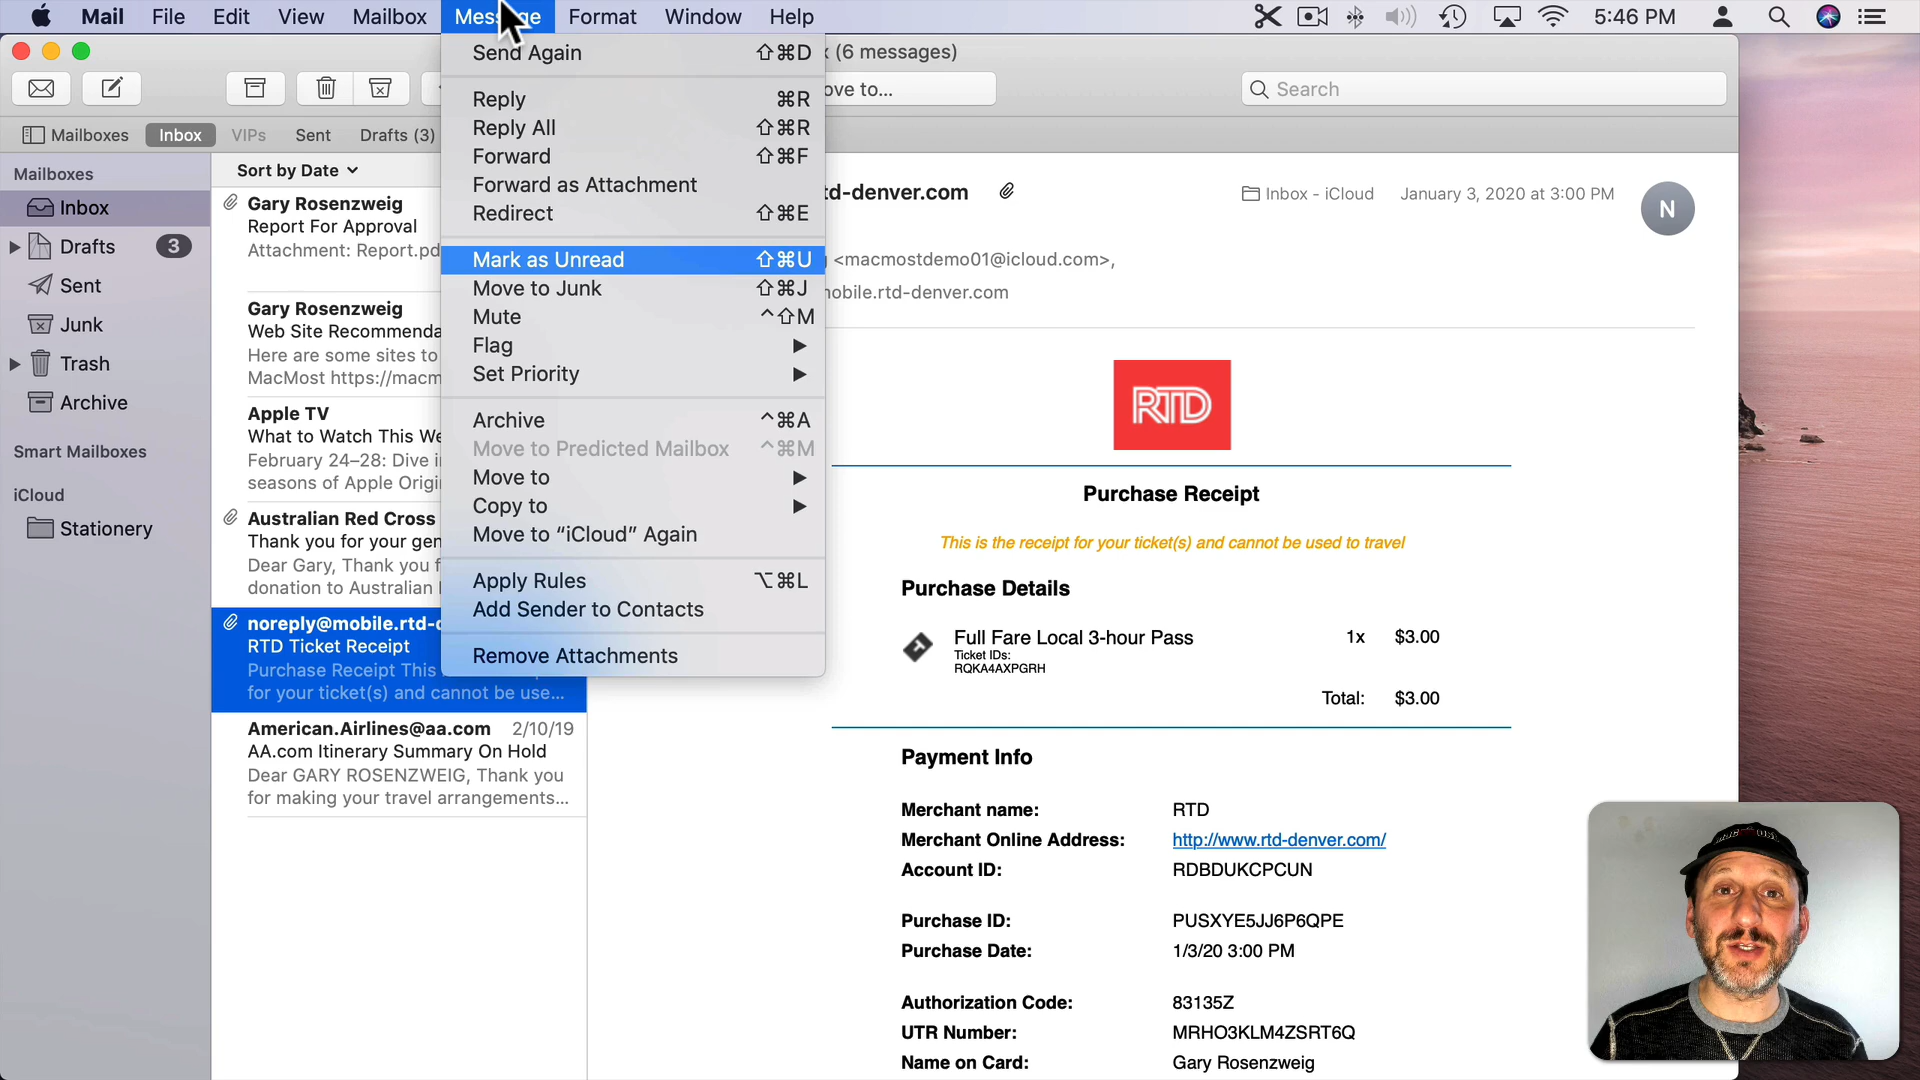 Mail File Edit View Mailbox Message Format Window Help 5:46 PM
(6 messages)
ove to...
Search
Mailboxes Inbox VIPs Sent Drafts (3)
Mailboxes
Inbox
Drafts 3
Sent
Junk
Trash
Archive
Smart Mailboxes
iCloud
Stationery
Sort by Date
Gary Rosenzweig
Report For Approval
Attachment: Report.pd
Gary Rosenzweig
Web Site Recommenda
Here are some sites to
MacMost https://macm
Apple TV
What to Watch This We
February 24–28: Dive i
seasons of Apple Origi
Australian Red Cross
Thank you for your gen
Dear Gary, Thank you f
donation to Australian
noreply@mobile.rtd-d
RTD Ticket Receipt
Purchase Receipt This
for your ticket(s) and cannot be use...
American.Airlines@aa.com 2/10/19
AA.com Itinerary Summary On Hold
Dear GARY ROSENZWEIG, Thank you
for making your travel arrangements...
Send Again ⇧⌘D
Reply ⌘R
Reply All ⇧⌘R
Forward ⇧⌘F
Forward as Attachment
Redirect ⇧⌘E
Mark as Unread ⇧⌘U
Move to Junk ⇧⌘J
Mute ^⇧M
Flag
Set Priority
Archive ^⌘A
Move to Predicted Mailbox ^⌘M
Move to
Copy to
Move to “iCloud” Again
Apply Rules ⌥⌘L
Add Sender to Contacts
Remove Attachments
td-denver.com Inbox - iCloud January 3, 2020 at 3:00 PM
N
<macmostdemo01@icloud.com>,
mobile.rtd-denver.com
RTD
Purchase Receipt
This is the receipt for your ticket(s) and cannot be used to travel
Purchase Details
Full Fare Local 3-hour Pass 1x $3.00
Ticket IDs:
RQKA4AXPGRH
Total: $3.00
Payment Info
Merchant name: RTD
Merchant Online Address: http://www.rtd-denver.com/
Account ID: RDBDUKCPCUN
Purchase ID: PUSXYE5JJ6P6QPE
Purchase Date: 1/3/20 3:00 PM
Authorization Code: 83135Z
UTR Number: MRHO3KLM4ZSRT6Q
Name on Card: Gary Rosenzweig